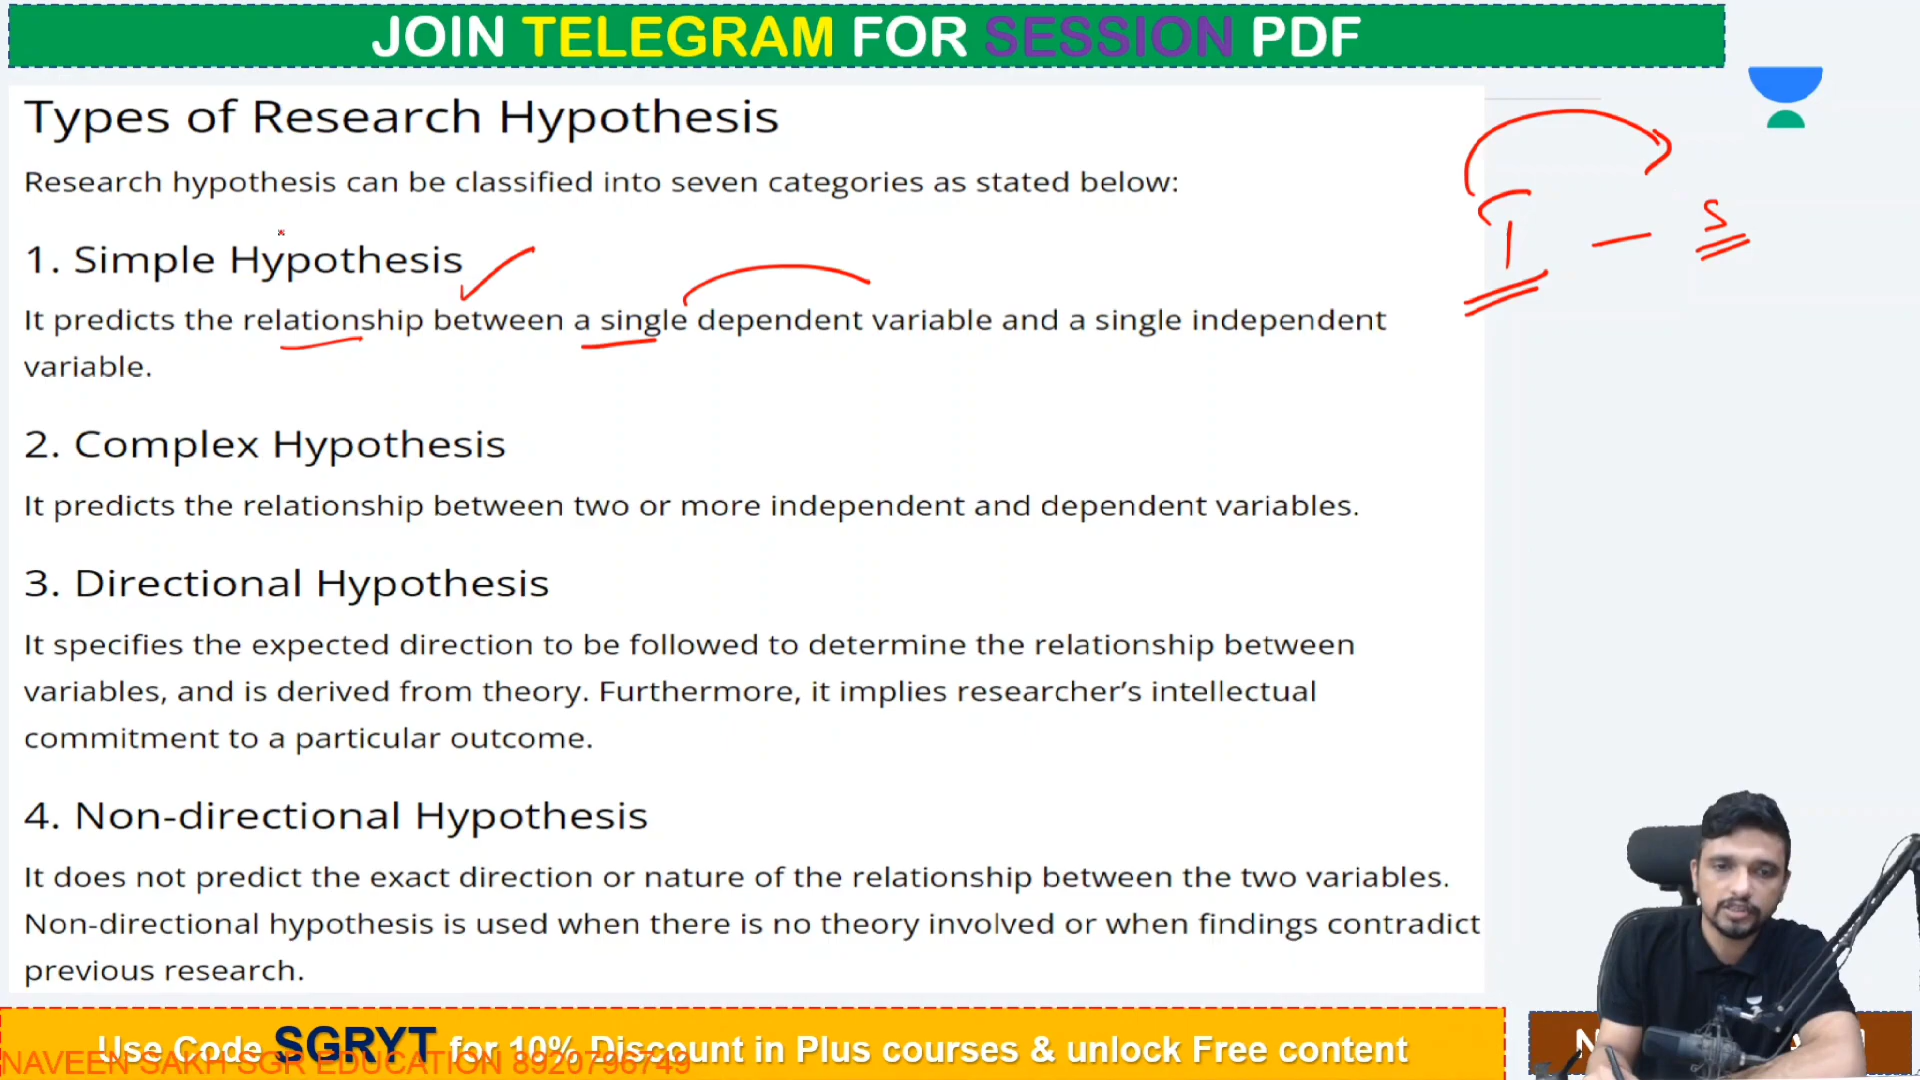 JOIN TELEGRAM FOR SESSION PDF
Types of Research Hypothesis
Research hypothesis can be classified into seven categories as stated below:
1. Simple Hypothesis
It predicts the relationship between a single dependent variable and a single independent
variable.
2. Complex Hypothesis
It predicts the relationship between two or more independent and dependent variables.
3. Directional Hypothesis
It specifies the expected direction to be followed to determine the relationship between
variables, and is derived from theory. Furthermore, it implies researcher’s intellectual
commitment to a particular outcome.
4. Non-directional Hypothesis
It does not predict the exact direction or nature of the relationship between the two variables.
Non-directional hypothesis is used when there is no theory involved or when findings contradict
previous research.
I - S
Use Code SGRYT for 10% Discount in Plus courses & unlock Free content
NAVEEN SAKH SGR EDUCATION 8920796749